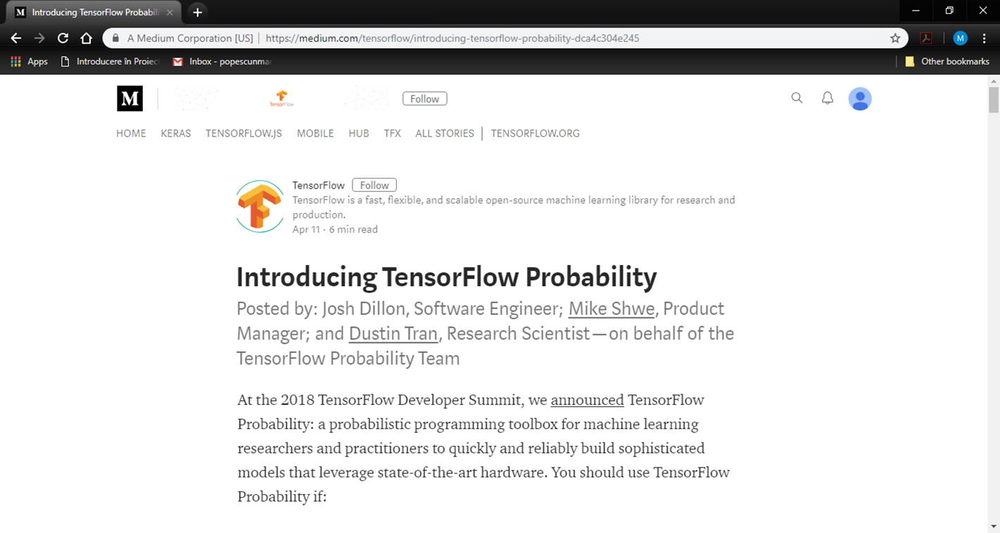 Introducing TensorFlow Probabili
A Medium Corporation [US] | https://medium.com/tensorflow/introducing-tensorflow-probability-dca4c304e245
M
Apps Introducere în Proiec Inbox - popescunmar Other bookmarks
M TensorFlow Follow
HOME KERAS TENSORFLOW.JS MOBILE HUB TFX ALL STORIES | TENSORFLOW.ORG
TensorFlow Follow
TensorFlow is a fast, flexible, and scalable open-source machine learning library for research and
production.
Apr 11 · 6 min read
Introducing TensorFlow Probability
Posted by: Josh Dillon, Software Engineer; Mike Shwe, Product
Manager; and Dustin Tran, Research Scientist — on behalf of the
TensorFlow Probability Team
At the 2018 TensorFlow Developer Summit, we announced TensorFlow
Probability: a probabilistic programming toolbox for machine learning
researchers and practitioners to quickly and reliably build sophisticated
models that leverage state-of-the-art hardware. You should use TensorFlow
Probability if: